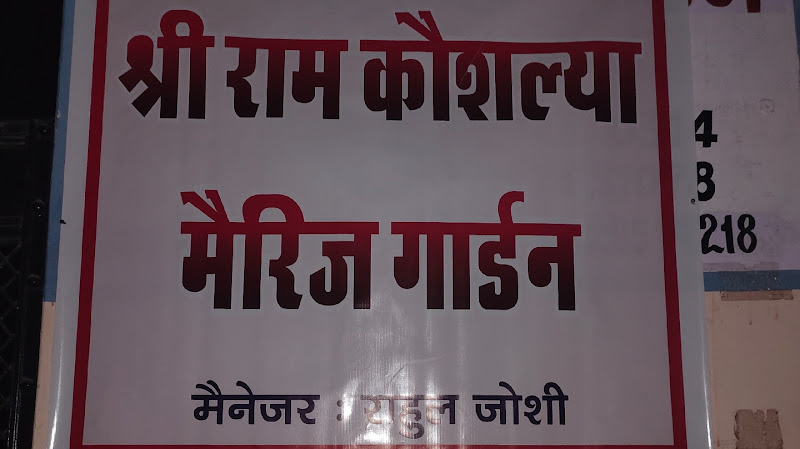 श्री राम कौशल्या
मैरिज गार्डन
मैनेजर : राहुल जोशी
4
8
218